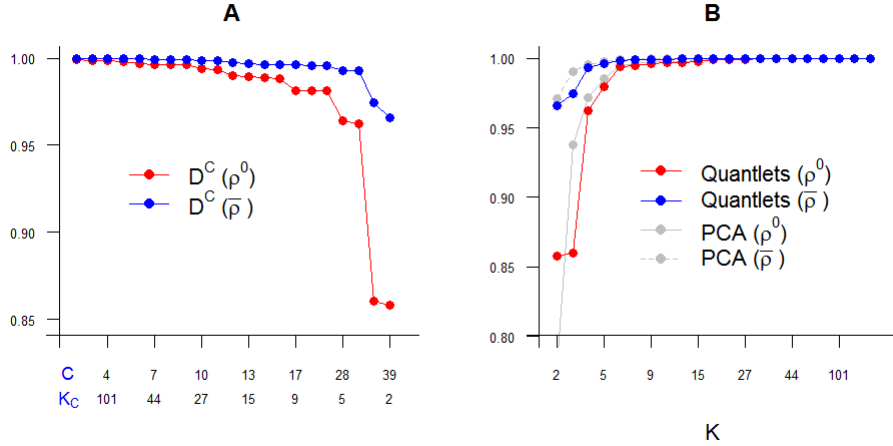 A
1.00
0.95
0.90
0.85
D^C (ρ^0)
D^C (ρ̅)
C 4 7 10 13 17 28 39
K_C 101 44 27 15 9 5 2
B
1.00
0.95
0.90
0.85
0.80
Quantlets (ρ^0)
Quantlets (ρ̅)
PCA (ρ^0)
PCA (ρ̅)
2 5 9 15 27 44 101
K